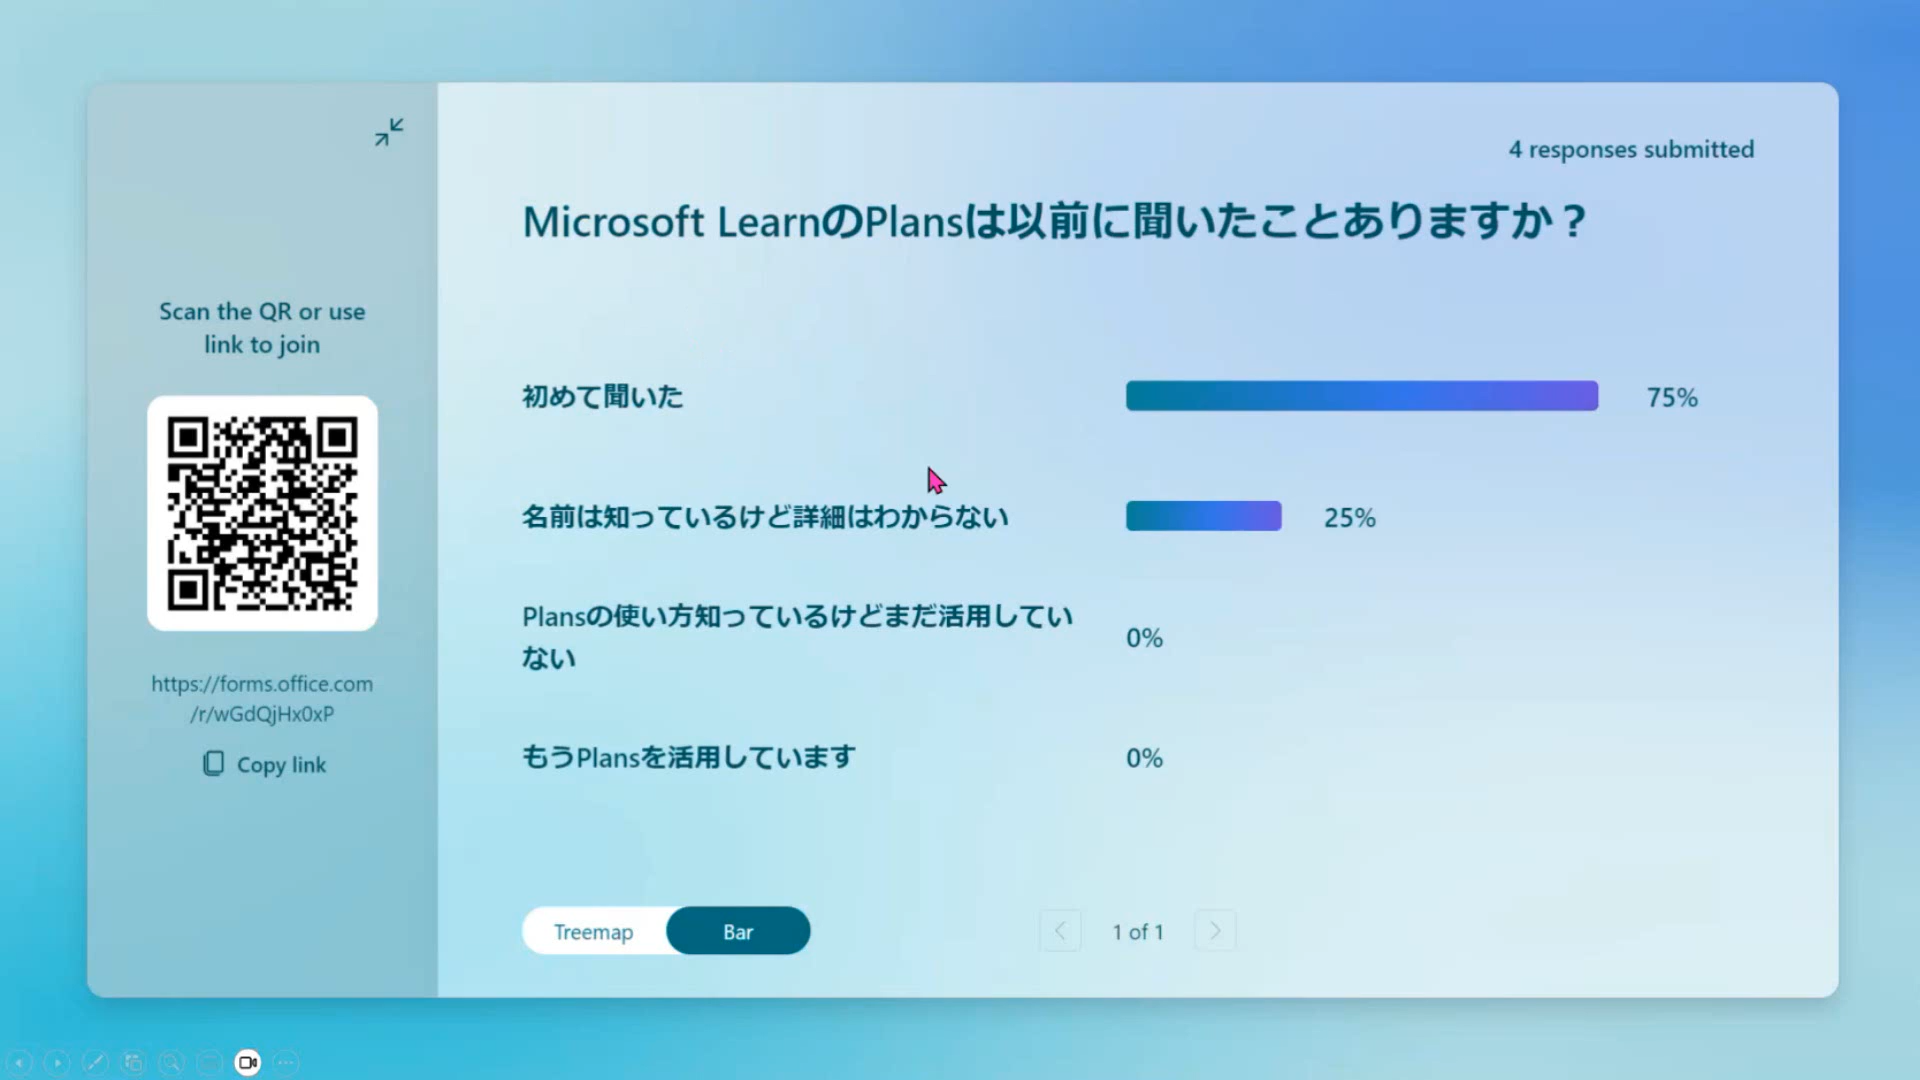 4 responses submitted
Microsoft LearnのPlansは以前に聞いたことありますか？
Scan the QR or use
link to join
https://forms.office.com
/r/wGdQjHx0xP
Copy link
初めて聞いた
75%
名前は知っているけど詳細はわからない
25%
Plansの使い方知っているけどまだ活用してい
ない
0%
もうPlansを活用しています
0%
Treemap
Bar
1 of 1